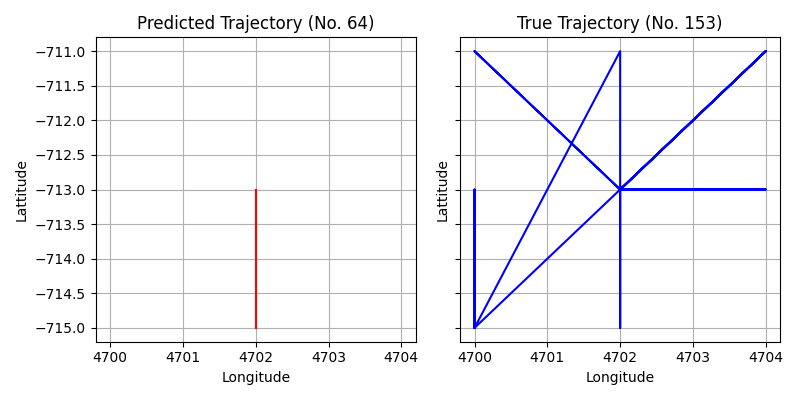 Predicted Trajectory (No. 64)
True Trajectory (No. 153)
−711.0
−711.5
−712.0
−712.5
−713.0
−713.5
−714.0
−714.5
−715.0
Lattitude
Lattitude
4700 4701 4702 4703 4704
4700 4701 4702 4703 4704
Longitude
Longitude